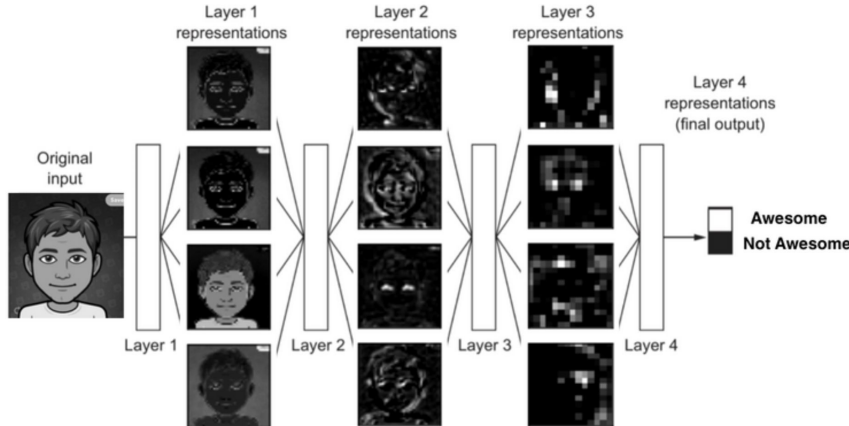 Layer 1
representations
Layer 2
representations
Layer 3
representations
Layer 4
representations
(final output)
Original
input
Awesome
Not Awesome
Layer 1
Layer 2
Layer 3
Layer 4